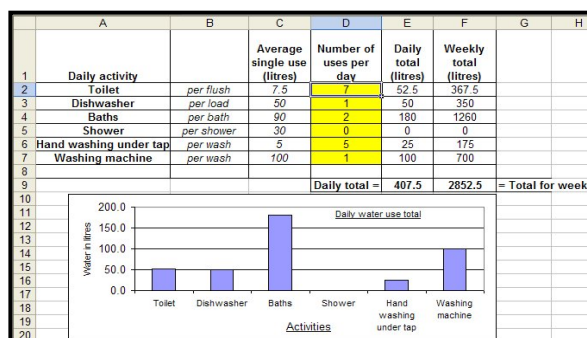 A B C D E F G H
1 Daily activity Average single use (litres) Number of uses per day Daily total (litres) Weekly total (litres)
2 Toilet per flush 7.5 7 52.5 367.5
3 Dishwasher per load 50 1 50 350
4 Baths per bath 90 2 180 1260
5 Shower per shower 30 0 0 0
6 Hand washing under tap per wash 5 5 25 175
7 Washing machine per wash 100 1 100 700
8
9 Daily total = 407.5 2852.5 = Total for week
10
11
12
13
14
15
16
17
18
19
20
Daily water use total
Water in litres
200.0
150.0
100.0
50.0
0.0
Toilet Dishwasher Baths Shower Hand washing under tap Washing machine
Activities